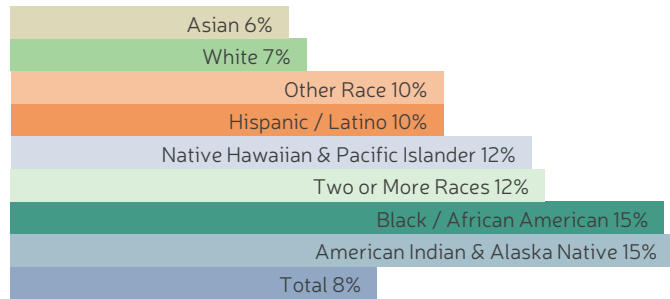 Asian 6%
White 7%
Other Race 10%
Hispanic / Latino 10%
Native Hawaiian & Pacific Islander 12%
Two or More Races 12%
Black / African American 15%
American Indian & Alaska Native 15%
Total 8%